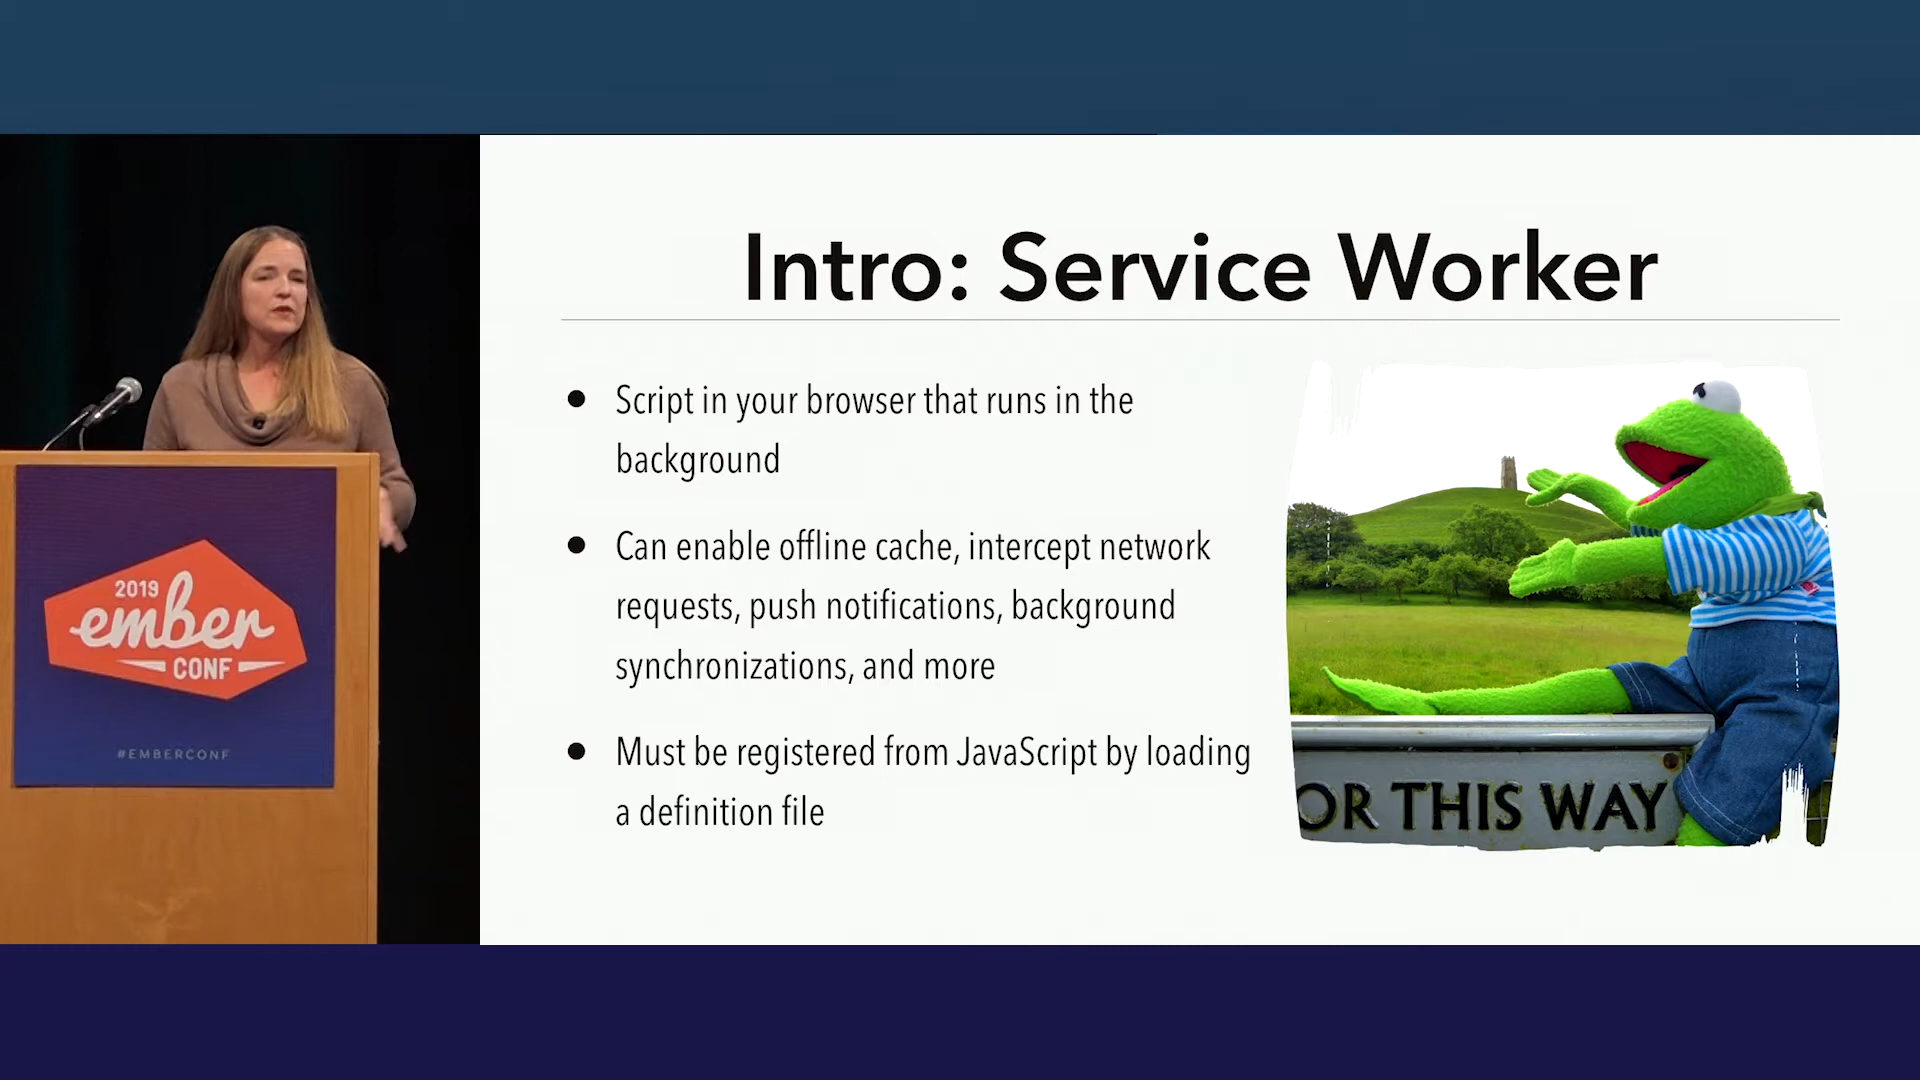 Intro: Service Worker
Script in your browser that runs in the
background
Can enable offline cache, intercept network
requests, push notifications, background
synchronizations, and more
Must be registered from JavaScript by loading
a definition file
OR THIS WAY
2019
ember
CONF
#EMBERCONF